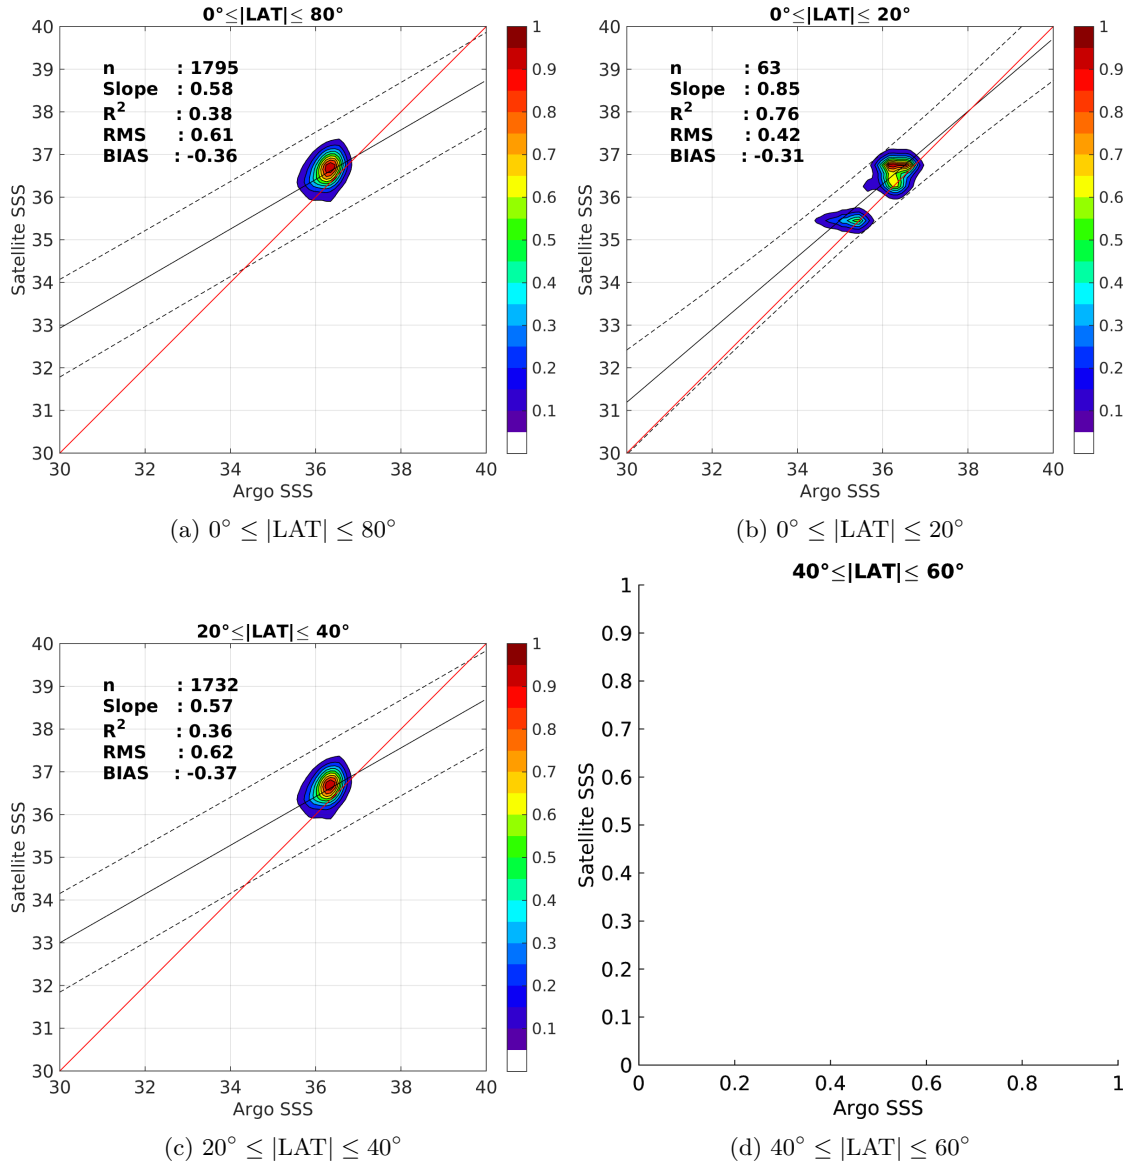 0°≤|LAT|≤ 80°
n : 1795
Slope : 0.58
R² : 0.38
RMS : 0.61
BIAS : -0.36
40
39
38
37
36
35
34
33
32
31
30
Satellite SSS
30 32 34 36 38 40
Argo SSS
1
0.9
0.8
0.7
0.6
0.5
0.4
0.3
0.2
0.1
(a) 0° ≤ |LAT| ≤ 80°
0°≤|LAT|≤ 20°
n : 63
Slope : 0.85
R² : 0.76
RMS : 0.42
BIAS : -0.31
40
39
38
37
36
35
34
33
32
31
30
Satellite SSS
30 32 34 36 38 40
Argo SSS
1
0.9
0.8
0.7
0.6
0.5
0.4
0.3
0.2
0.1
(b) 0° ≤ |LAT| ≤ 20°
20°≤|LAT|≤ 40°
n : 1732
Slope : 0.57
R² : 0.36
RMS : 0.62
BIAS : -0.37
40
39
38
37
36
35
34
33
32
31
30
Satellite SSS
30 32 34 36 38 40
Argo SSS
1
0.9
0.8
0.7
0.6
0.5
0.4
0.3
0.2
0.1
(c) 20° ≤ |LAT| ≤ 40°
40°≤|LAT|≤ 60°
1
0.9
0.8
0.7
0.6
0.5
0.4
0.3
0.2
0.1
0
Satellite SSS
0 0.2 0.4 0.6 0.8 1
Argo SSS
(d) 40° ≤ |LAT| ≤ 60°